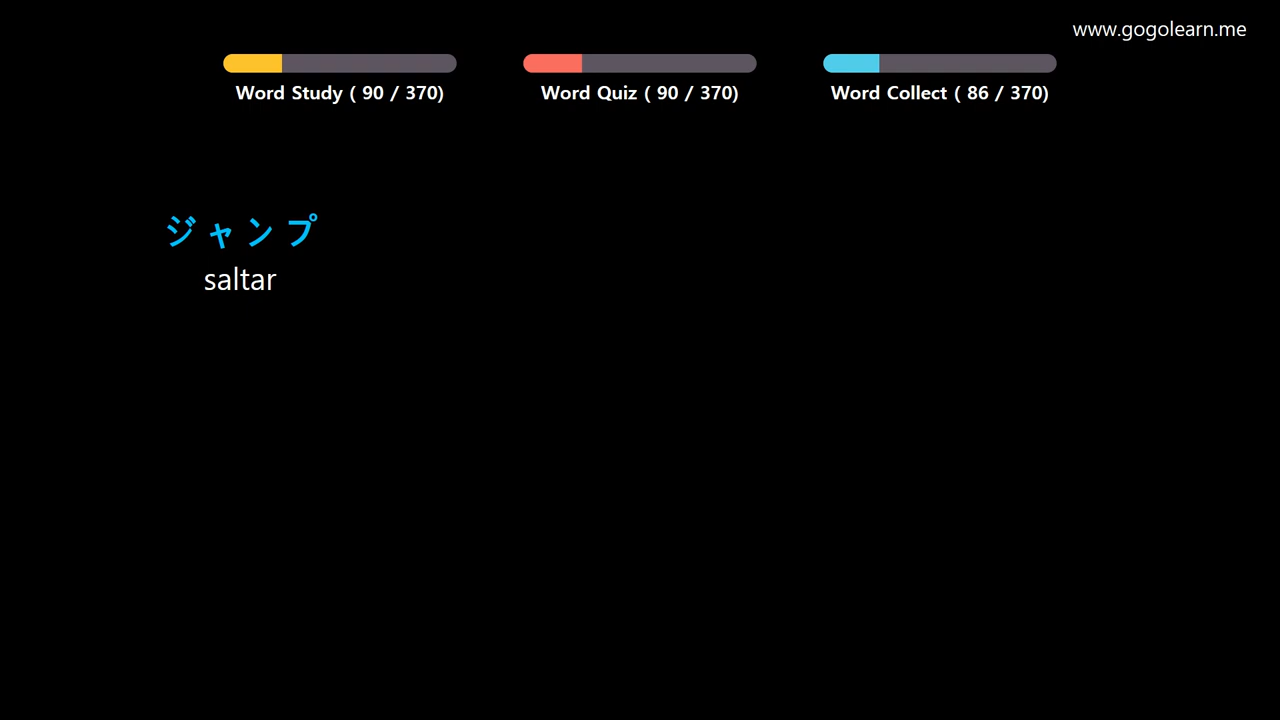 www.gogolearn.me
Word Study ( 90 / 370)
Word Quiz ( 90 / 370)
Word Collect ( 86 / 370)
ジャンプ
saltar